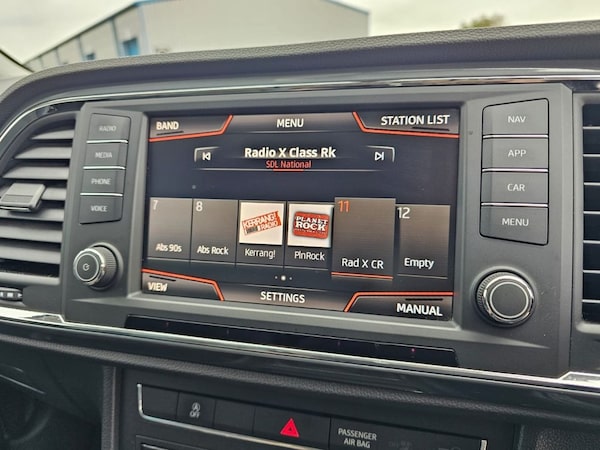 BAND
MENU
STATION LIST
Radio X Class Rk
SDL National
7
8
11
12
KERRANG!
RADIO
PLANET
ROCK
Abs 90s
Abs Rock
Kerrang!
PlnRock
Rad X CR
Empty
VIEW
SETTINGS
MANUAL
RADIO
MEDIA
PHONE
VOICE
NAV
APP
CAR
MENU
A
OFF
PASSENGER
AIR BAG